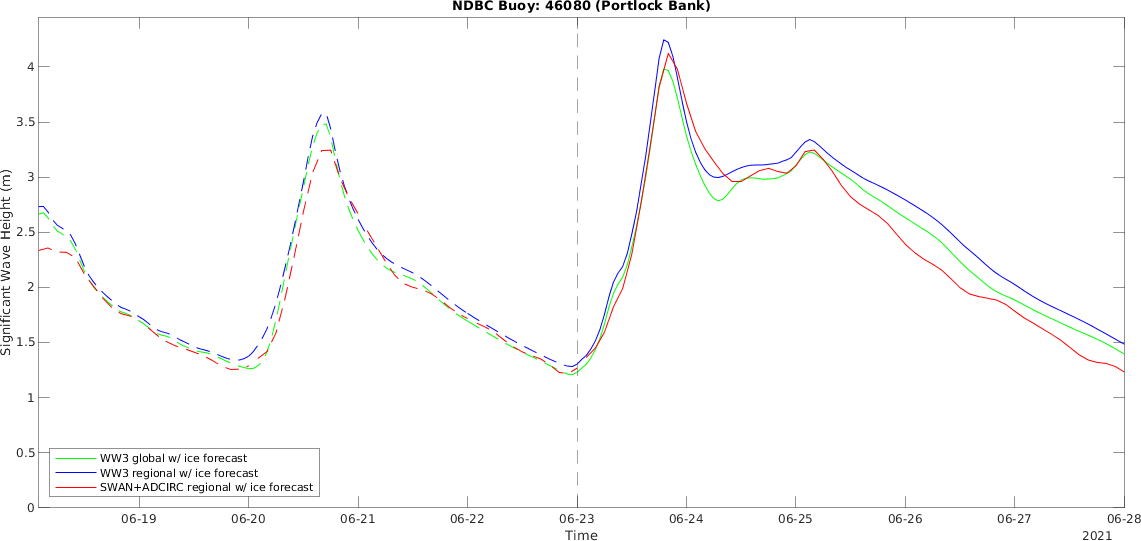 NDBC Buoy: 46080 (Portlock Bank)
Significant Wave Height (m)
4
3.5
3
2.5
2
1.5
1
0.5
0
WW3 global w/ ice forecast
WW3 regional w/ ice forecast
SWAN+ADCIRC regional w/ ice forecast
06-19 06-20 06-21 06-22 06-23 06-24 06-25 06-26 06-27 06-28
Time
2021